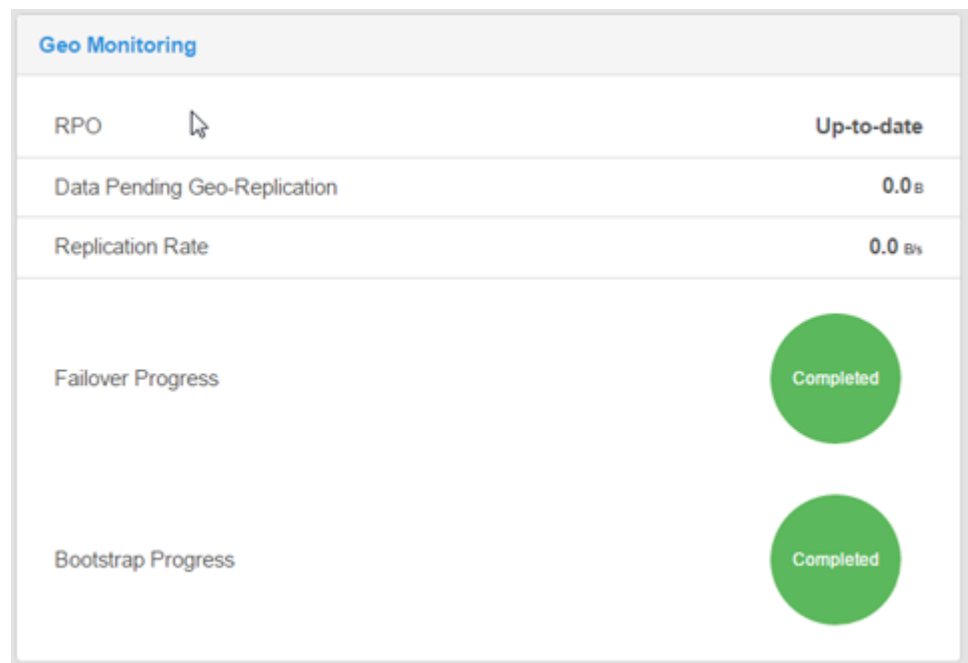 Geo Monitoring
RPO Up-to-date
Data Pending Geo-Replication 0.0 B
Replication Rate 0.0 B/s
Failover Progress Completed
Bootstrap Progress Completed